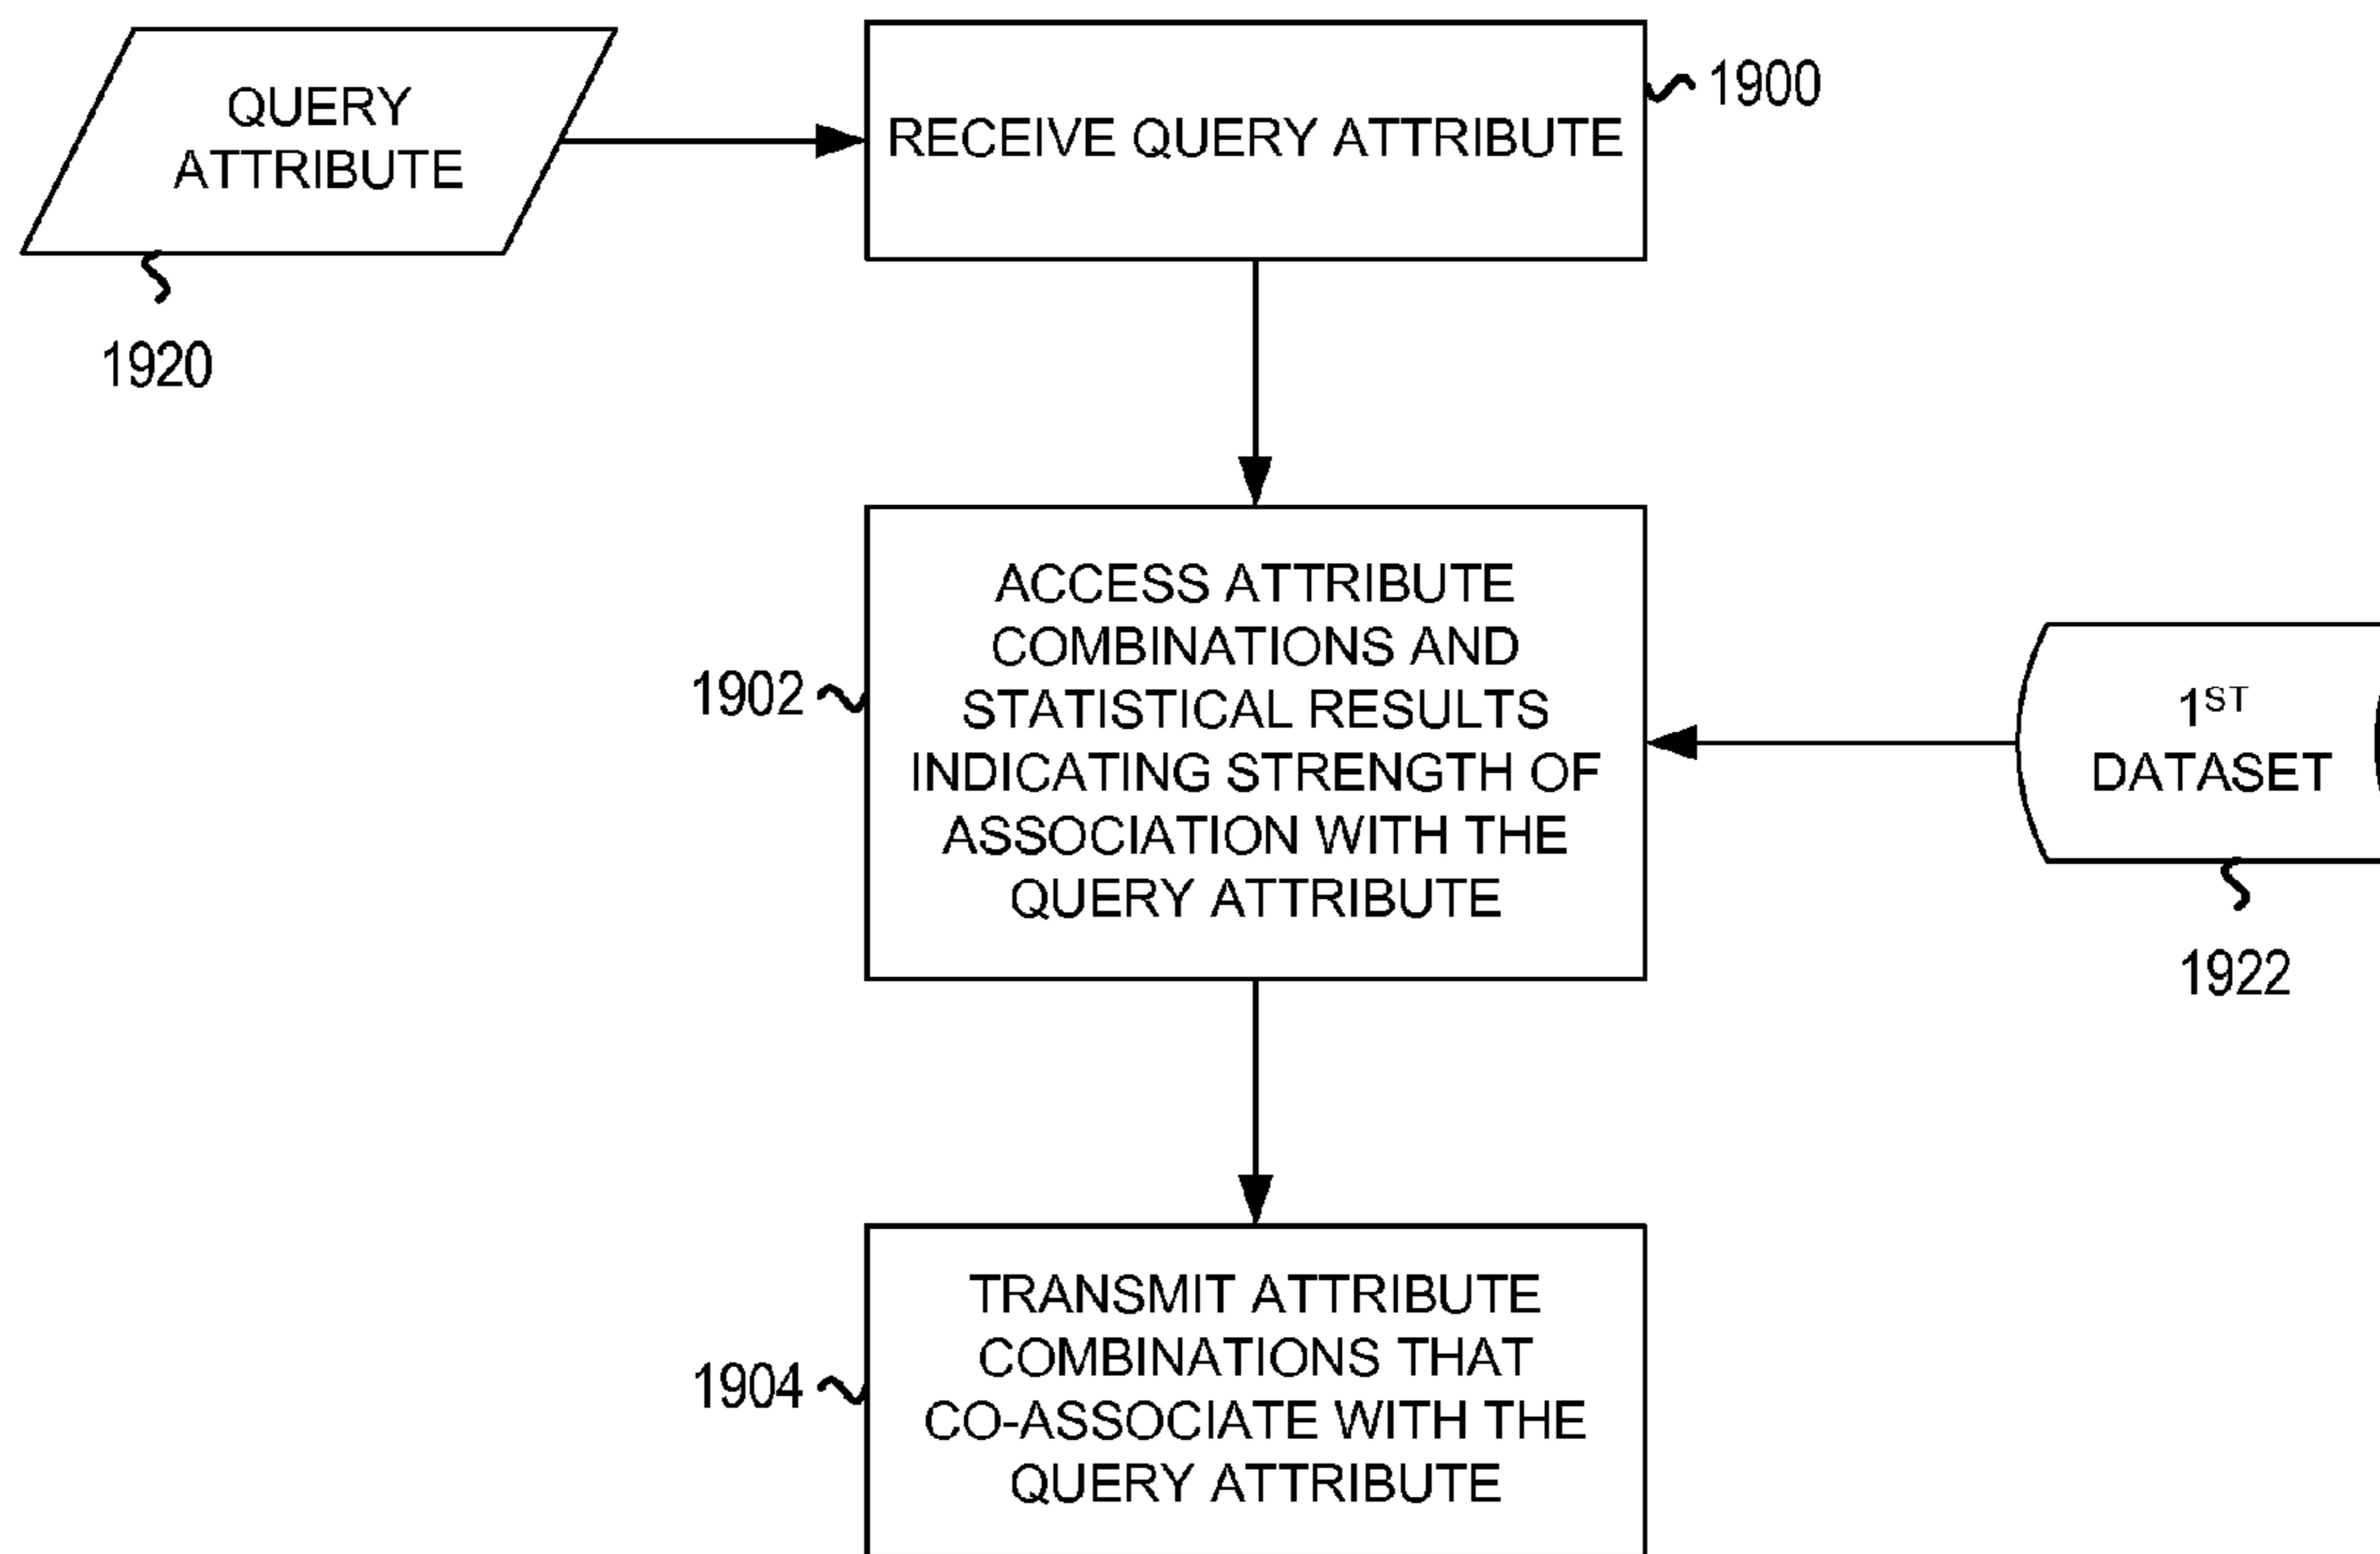 QUERY
ATTRIBUTE
1920
RECEIVE QUERY ATTRIBUTE
1900
ACCESS ATTRIBUTE
COMBINATIONS AND
STATISTICAL RESULTS
INDICATING STRENGTH OF
ASSOCIATION WITH THE
QUERY ATTRIBUTE
1902
1ST
DATASET
1922
TRANSMIT ATTRIBUTE
COMBINATIONS THAT
CO-ASSOCIATE WITH THE
QUERY ATTRIBUTE
1904